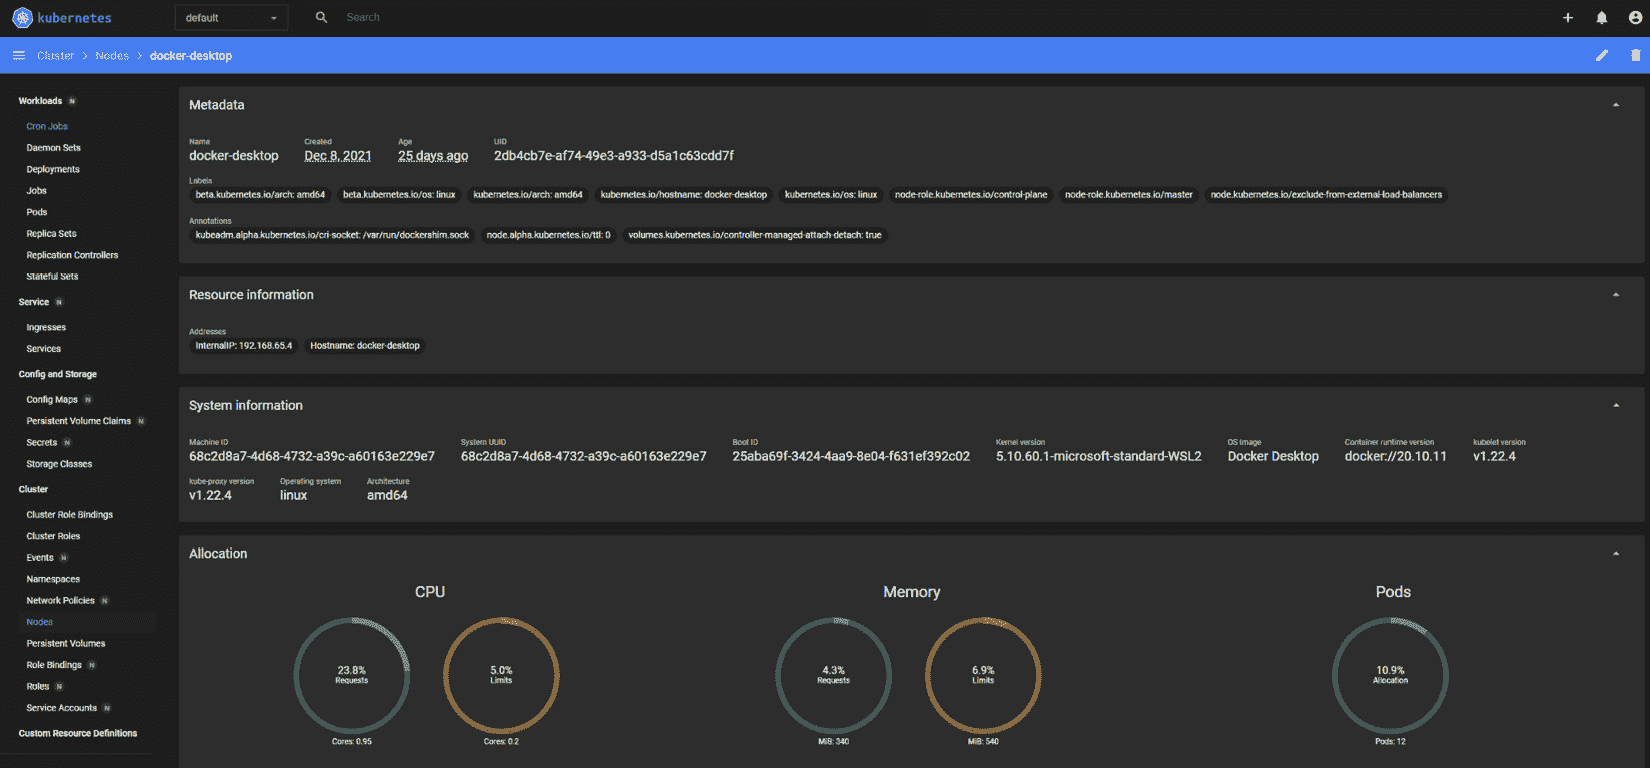 kubernetes default Search
Cluster > Nodes > docker-desktop
Workloads N
Cron Jobs
Daemon Sets
Deployments
Jobs
Pods
Replica Sets
Replication Controllers
Stateful Sets
Service N
Ingresses
Services
Config and Storage
Config Maps N
Persistent Volume Claims N
Secrets N
Storage Classes
Cluster
Cluster Role Bindings
Cluster Roles
Events N
Namespaces
Network Policies N
Nodes
Persistent Volumes
Role Bindings N
Roles N
Service Accounts N
Custom Resource Definitions
Metadata
Name Created Age UID
docker-desktop Dec 8, 2021 25 days ago 2db4cb7e-af74-49e3-a933-d5a1c63cdd7f
Labels
beta.kubernetes.io/arch: amd64 beta.kubernetes.io/os: linux kubernetes.io/arch: amd64 kubernetes.io/hostname: docker-desktop kubernetes.io/os: linux node-role.kubernetes.io/control-plane node-role.kubernetes.io/master node.kubernetes.io/exclude-from-external-load-balancers
Annotations
kubeadm.alpha.kubernetes.io/cri-socket: /var/run/dockershim.sock node.alpha.kubernetes.io/ttl: 0 volumes.kubernetes.io/controller-managed-attach-detach: true
Resource information
Addresses
InternalIP: 192.168.65.4 Hostname: docker-desktop
System information
Machine ID System UUID Boot ID Kernel version OS Image Container runtime version kubelet version
68c2d8a7-4d68-4732-a39c-a60163e229e7 68c2d8a7-4d68-4732-a39c-a60163e229e7 25aba69f-3424-4aa9-8e04-f631ef392c02 5.10.60.1-microsoft-standard-WSL2 Docker Desktop docker://20.10.11 v1.22.4
kube-proxy version Operating system Architecture
v1.22.4 linux amd64
Allocation
CPU Memory Pods
23.8% 5.0% 4.3% 6.9% 10.9%
Requests Limits Requests Limits Allocation
Cores: 0.95 Cores: 0.2 MiB: 340 MiB: 540 Pods: 12